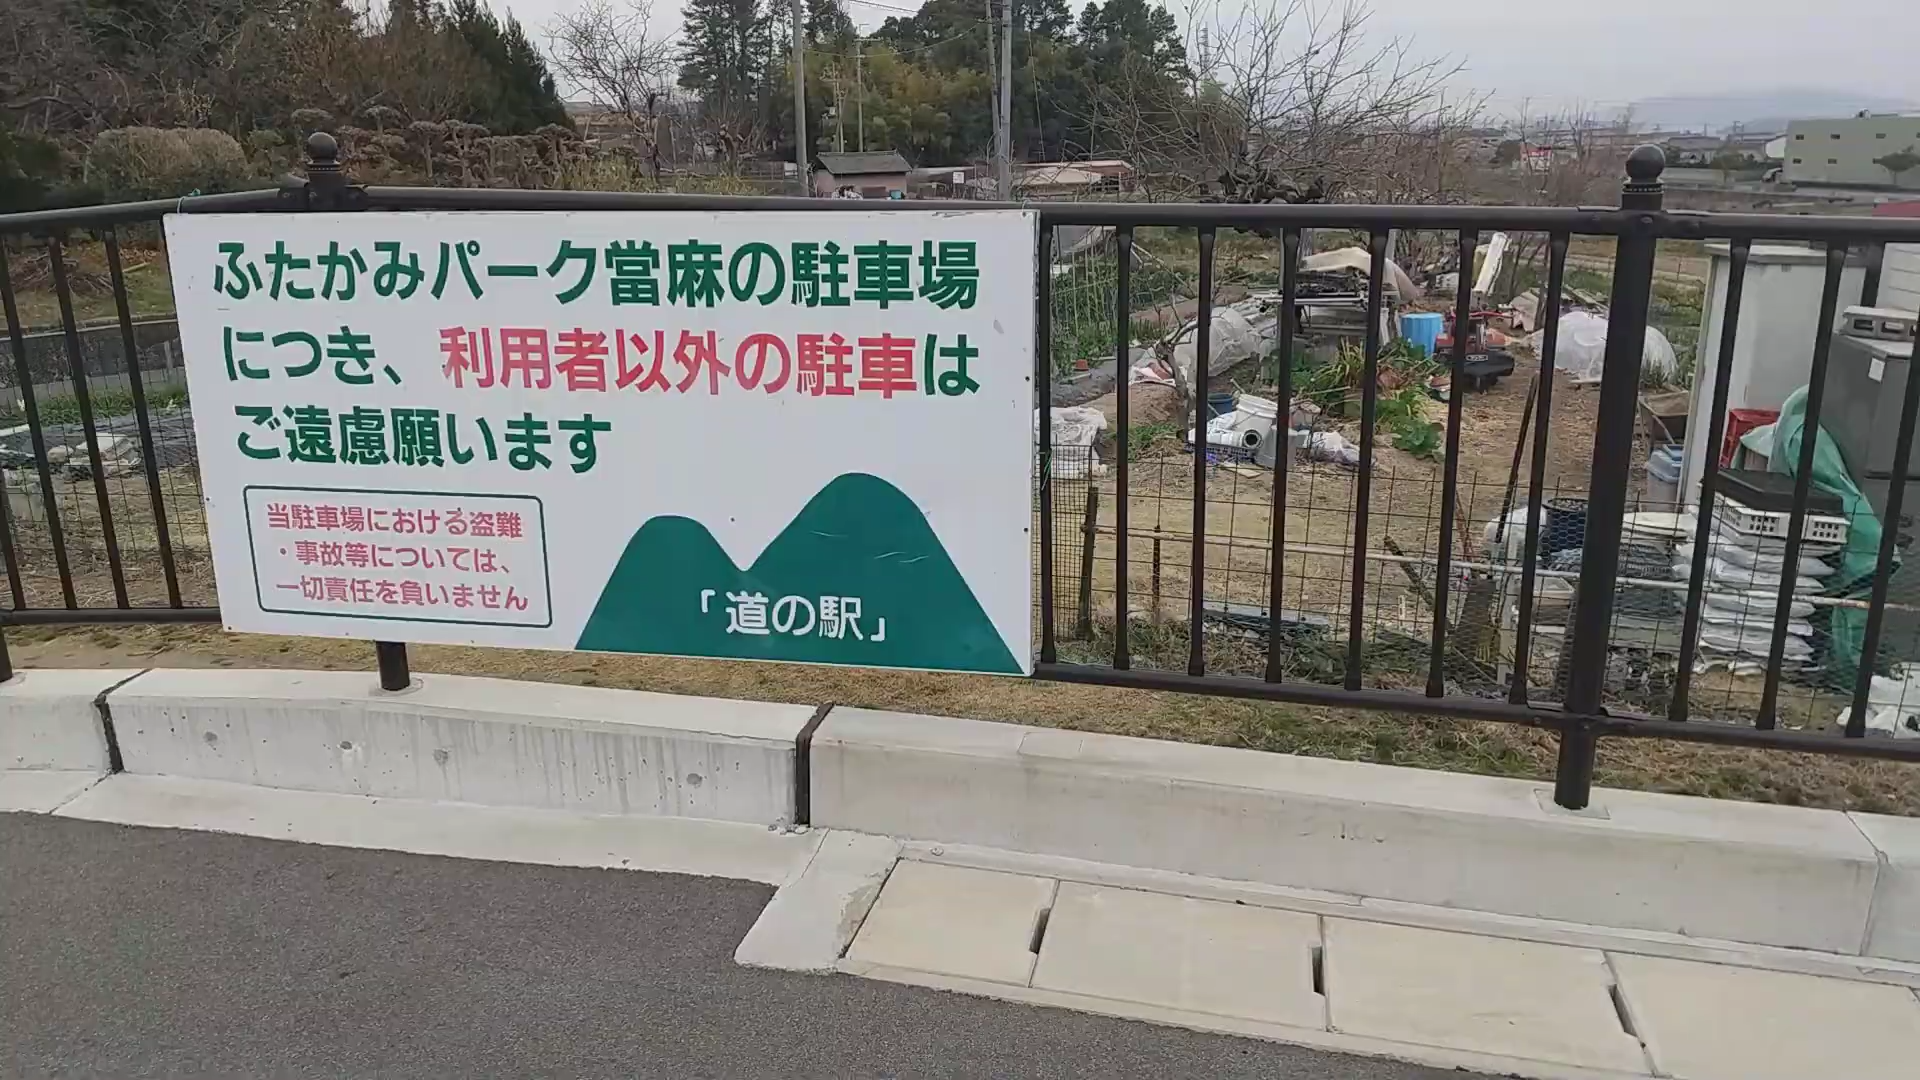 ふたかみパーク當麻の駐車場
につき、利用者以外の駐車は
ご遠慮願います
当駐車場における盗難
・事故等については、
一切責任を負いません
「道の駅」